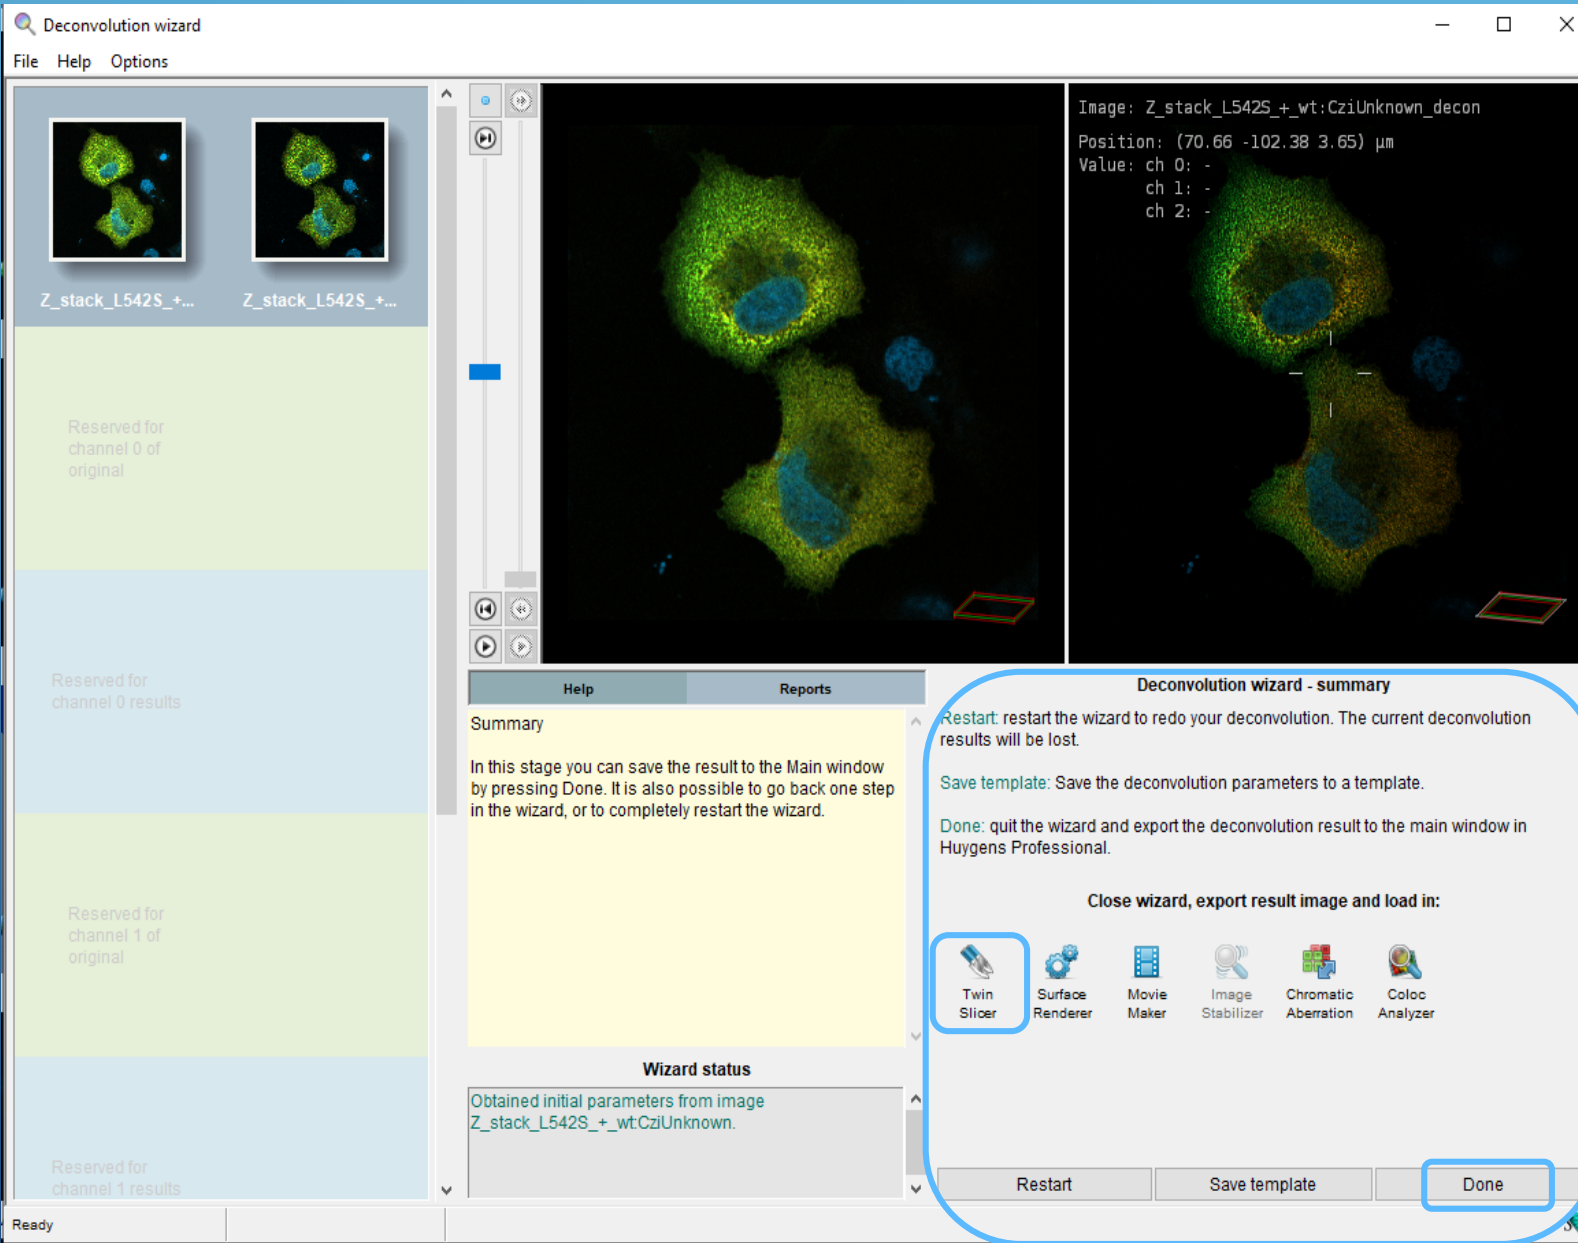 Deconvolution wizard
File Help Options
Z_stack_L542S_+...
Z_stack_L542S_+...
Reserved for
channel 0 of
original
Reserved for
channel 0 results
Reserved for
channel 1 of
original
Reserved for
channel 1 results
Image: Z_stack_L542S_+_wt:CziUnknown_decon
Position: (70.66 -102.38 3.65) µm
Value: ch 0: -
ch 1: -
ch 2: -
Help
Reports
Summary
In this stage you can save the result to the Main window
by pressing Done. It is also possible to go back one step
in the wizard, or to completely restart the wizard.
Wizard status
Obtained initial parameters from image
Z_stack_L542S_+_wt:CziUnknown.
Deconvolution wizard - summary
Restart: restart the wizard to redo your deconvolution. The current deconvolution
results will be lost.
Save template: Save the deconvolution parameters to a template.
Done: quit the wizard and export the deconvolution result to the main window in
Huygens Professional.
Close wizard, export result image and load in:
Twin
Slicer
Surface
Renderer
Movie
Maker
Image
Stabilizer
Chromatic
Aberration
Coloc
Analyzer
Restart
Save template
Done
Ready